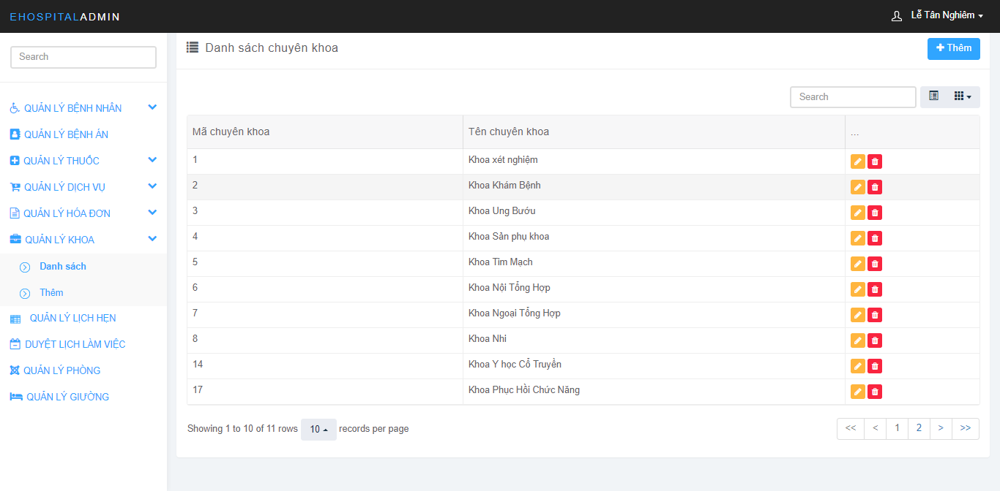 EHOSPITALADMIN
Lễ Tân Nghiêm
Search
QUẢN LÝ BỆNH NHÂN
QUẢN LÝ BỆNH ÁN
QUẢN LÝ THUỐC
QUẢN LÝ DỊCH VỤ
QUẢN LÝ HÓA ĐƠN
QUẢN LÝ KHOA
Danh sách
Thêm
QUẢN LÝ LỊCH HẸN
DUYỆT LỊCH LÀM VIỆC
QUẢN LÝ PHÒNG
QUẢN LÝ GIƯỜNG
Danh sách chuyên khoa
Thêm
Search
Mã chuyên khoa Tên chuyên khoa ...
1 Khoa xét nghiệm
2 Khoa Khám Bệnh
3 Khoa Ung Bướu
4 Khoa Sản phụ khoa
5 Khoa Tim Mạch
6 Khoa Nội Tổng Hợp
7 Khoa Ngoại Tổng Hợp
8 Khoa Nhi
14 Khoa Y học Cổ Truyền
17 Khoa Phục Hồi Chức Năng
Showing 1 to 10 of 11 rows 10 records per page
<< < 1 2 > >>